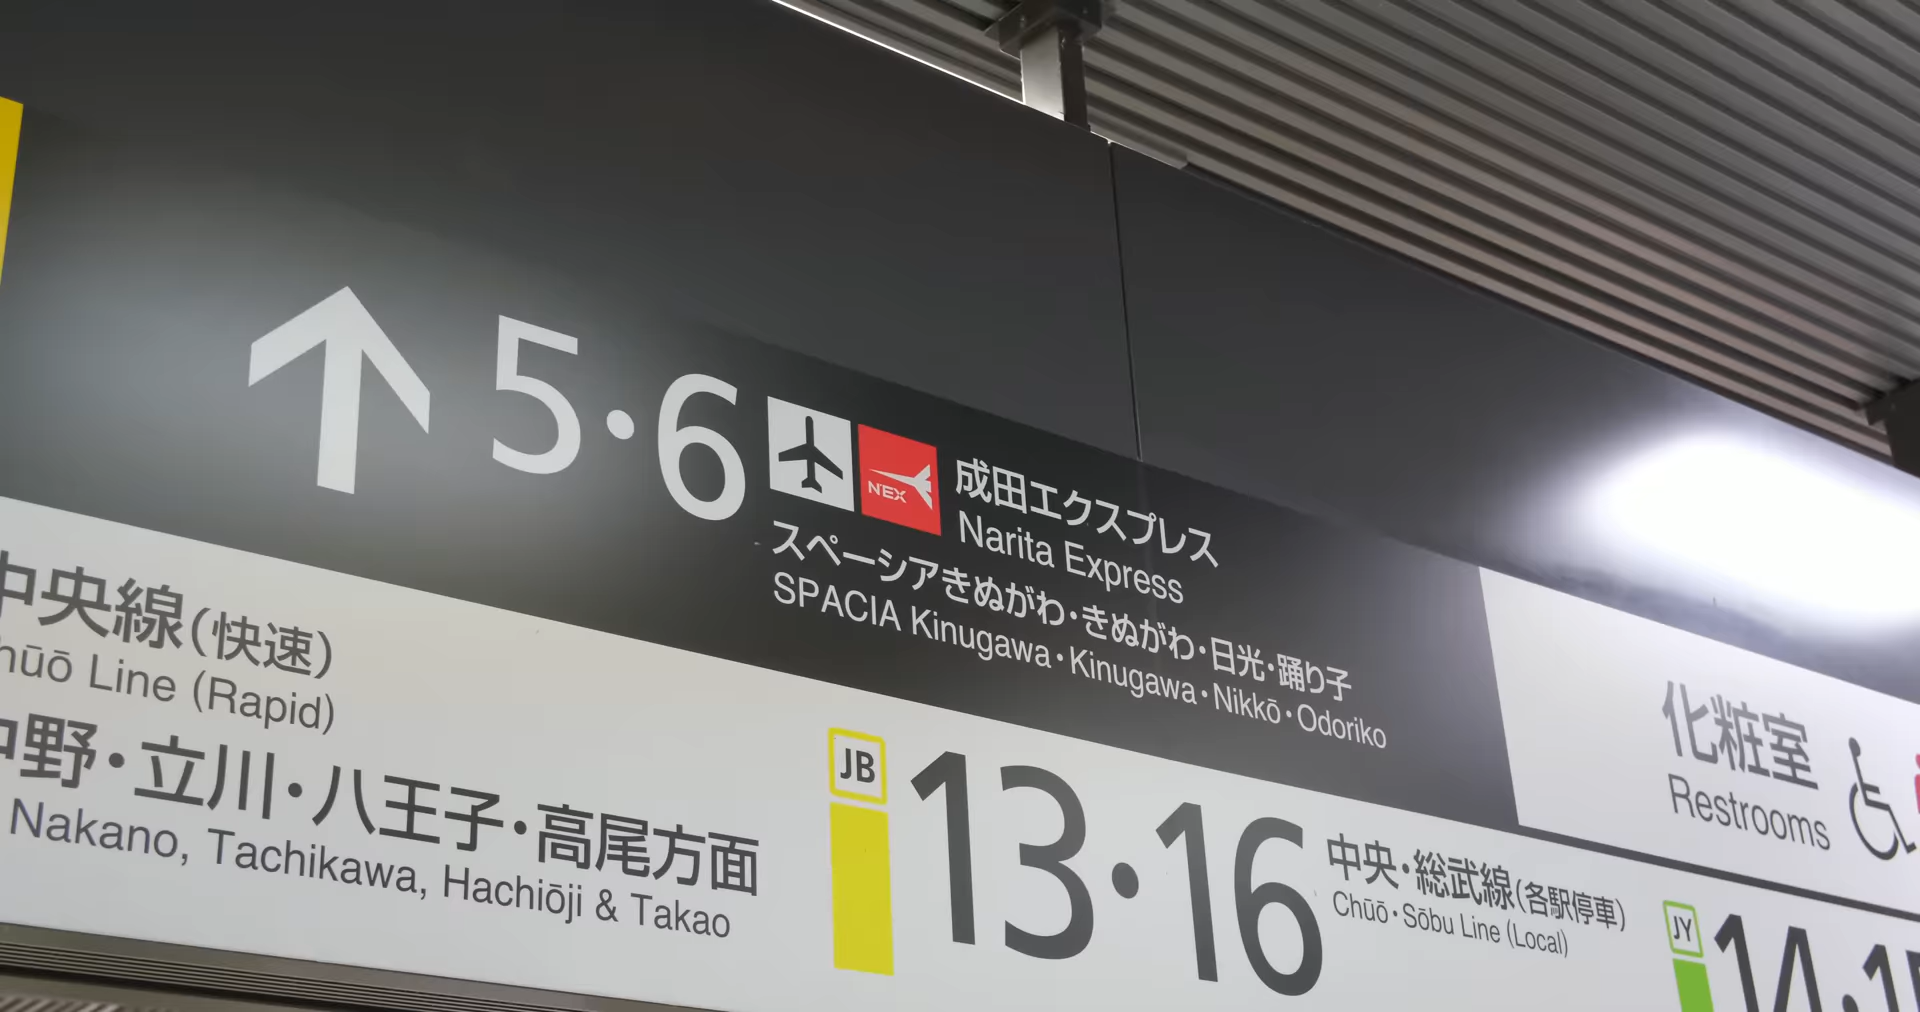 5・6
N'EX
成田エクスプレス
Narita Express
スペーシアきぬがわ・きぬがわ・日光・踊り子
SPACIA Kinugawa・Kinugawa・Nikkō・Odoriko
化粧室
Restrooms
中央線(快速)
hūō Line (Rapid)
中野・立川・八王子・高尾方面
Nakano, Tachikawa, Hachiōji & Takao
JB
13・16
中央・総武線(各駅停車)
Chūō・Sōbu Line (Local)
JY
14・1